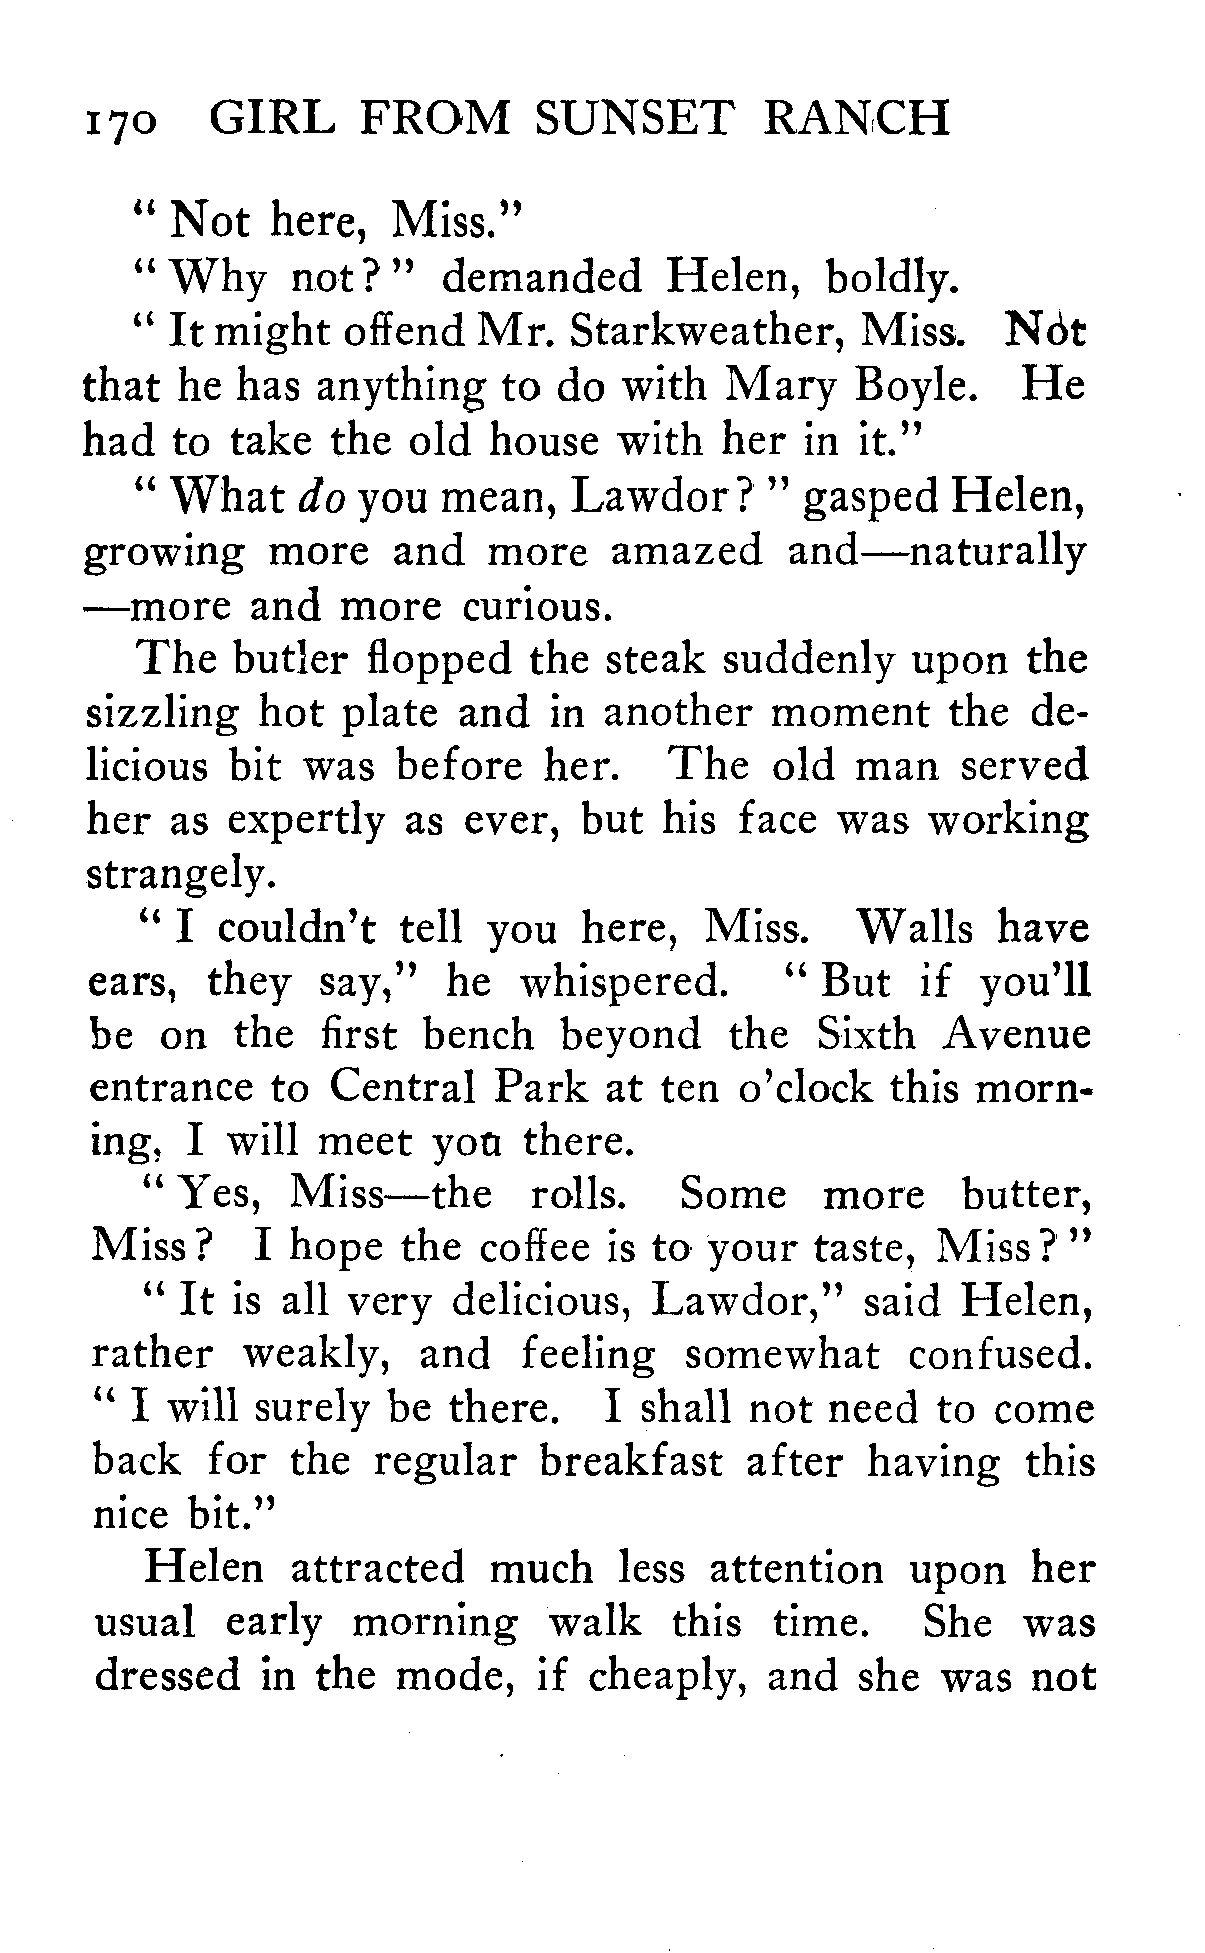 170 GIRL FROM SUNSET RANCH
" Not here, Miss."
" Why not? " demanded Helen, boldly.
" It might offend Mr. Starkweather, Miss. Not
that he has anything to do with Mary Boyle. He
had to take the old house with her in it."
" What do you mean, Lawdor? " gasped Helen,
growing more and more amazed and—naturally
—more and more curious.
The butler flopped the steak suddenly upon the
sizzling hot plate and in another moment the de-
licious bit was before her. The old man served
her as expertly as ever, but his face was working
strangely.
" I couldn't tell you here, Miss. Walls have
ears, they say," he whispered. " But if you'll
be on the first bench beyond the Sixth Avenue
entrance to Central Park at ten o'clock this morn-
ing, I will meet you there.
" Yes, Miss—the rolls. Some more butter,
Miss? I hope the coffee is to your taste, Miss? "
" It is all very delicious, Lawdor," said Helen,
rather weakly, and feeling somewhat confused.
" I will surely be there. I shall not need to come
back for the regular breakfast after having this
nice bit."
Helen attracted much less attention upon her
usual early morning walk this time. She was
dressed in the mode, if cheaply, and she was not